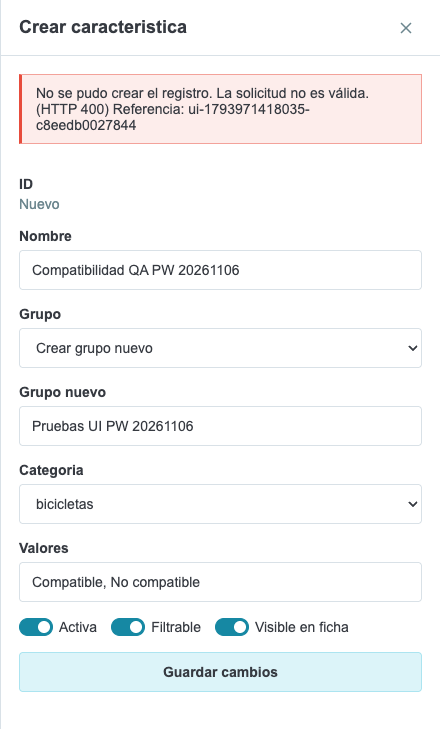 Crear caracteristica
No se pudo crear el registro. La solicitud no es válida.
(HTTP 400) Referencia: ui-1793971418035-
c8eedb0027844
ID
Nuevo
Nombre
Compatibilidad QA PW 20261106
Grupo
Crear grupo nuevo
Grupo nuevo
Pruebas UI PW 20261106
Categoria
bicicletas
Valores
Compatible, No compatible
Activa Filtrable Visible en ficha
Guardar cambios